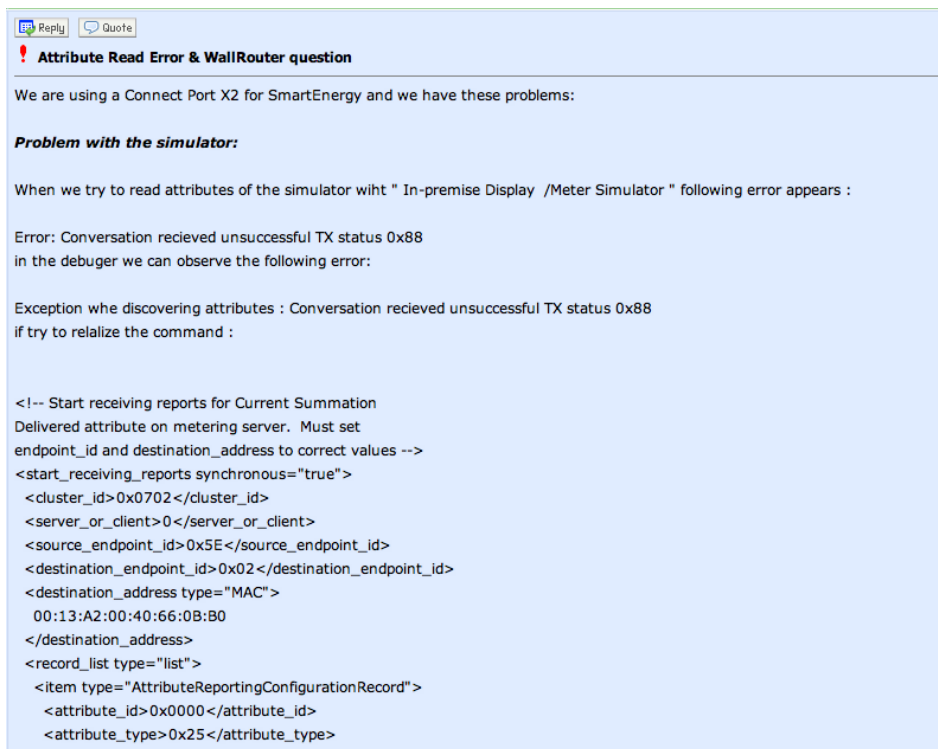 Reply Quote
Attribute Read Error & WallRouter question
We are using a Connect Port X2 for SmartEnergy and we have these problems:
Problem with the simulator:
When we try to read attributes of the simulator wiht " In-premise Display /Meter Simulator " following error appears :
Error: Conversation recieved unsuccessful TX status 0x88
in the debuger we can observe the following error:
Exception whe discovering attributes : Conversation recieved unsuccessful TX status 0x88
if try to relalize the command :
<!-- Start receiving reports for Current Summation
Delivered attribute on metering server. Must set
endpoint_id and destination_address to correct values -->
<start_receiving_reports synchronous="true">
<cluster_id>0x0702</cluster_id>
<server_or_client>0</server_or_client>
<source_endpoint_id>0x5E</source_endpoint_id>
<destination_endpoint_id>0x02</destination_endpoint_id>
<destination_address type="MAC">
00:13:A2:00:40:66:0B:B0
</destination_address>
<record_list type="list">
<item type="AttributeReportingConfigurationRecord">
<attribute_id>0x0000</attribute_id>
<attribute_type>0x25</attribute_type>